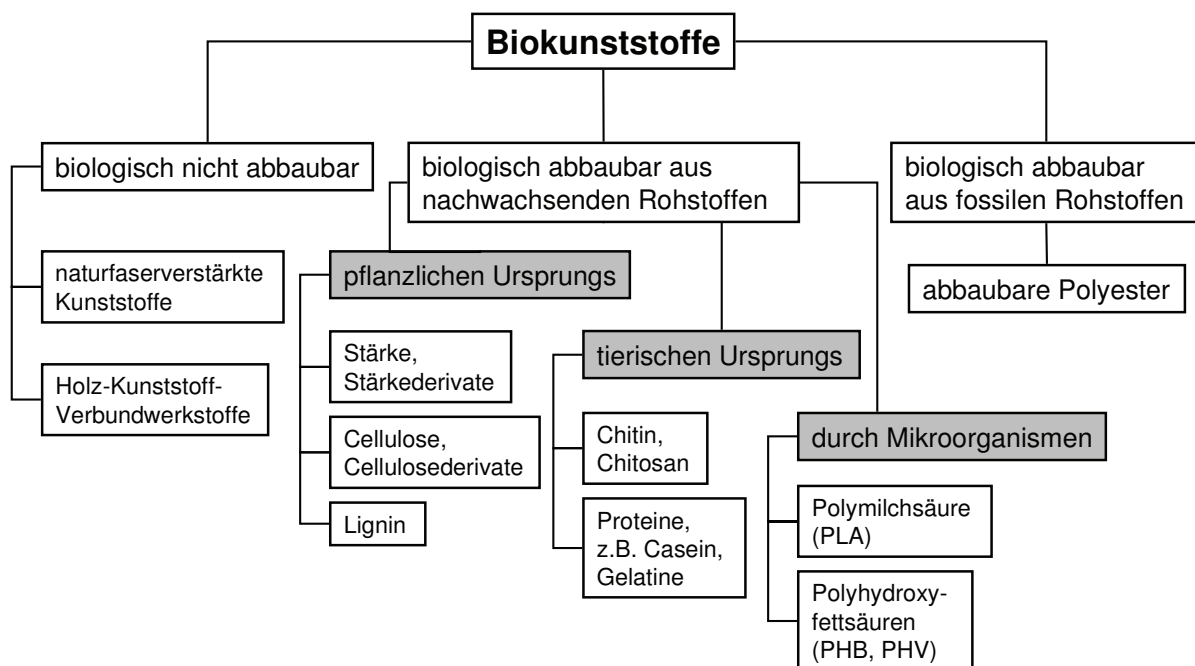 Biokunststoffe
biologisch nicht abbaubar
naturfaserverstärkte
Kunststoffe
Holz-Kunststoff-
Verbundwerkstoffe
biologisch abbaubar aus
nachwachsenden Rohstoffen
pflanzlichen Ursprungs
Stärke,
Stärkederivate
Cellulose,
Cellulosederivate
Lignin
tierischen Ursprungs
Chitin,
Chitosan
Proteine,
z.B. Casein,
Gelatine
durch Mikroorganismen
Polymilchsäure
(PLA)
Polyhydroxy-
fettsäuren
(PHB, PHV)
biologisch abbaubar
aus fossilen Rohstoffen
abbaubare Polyester